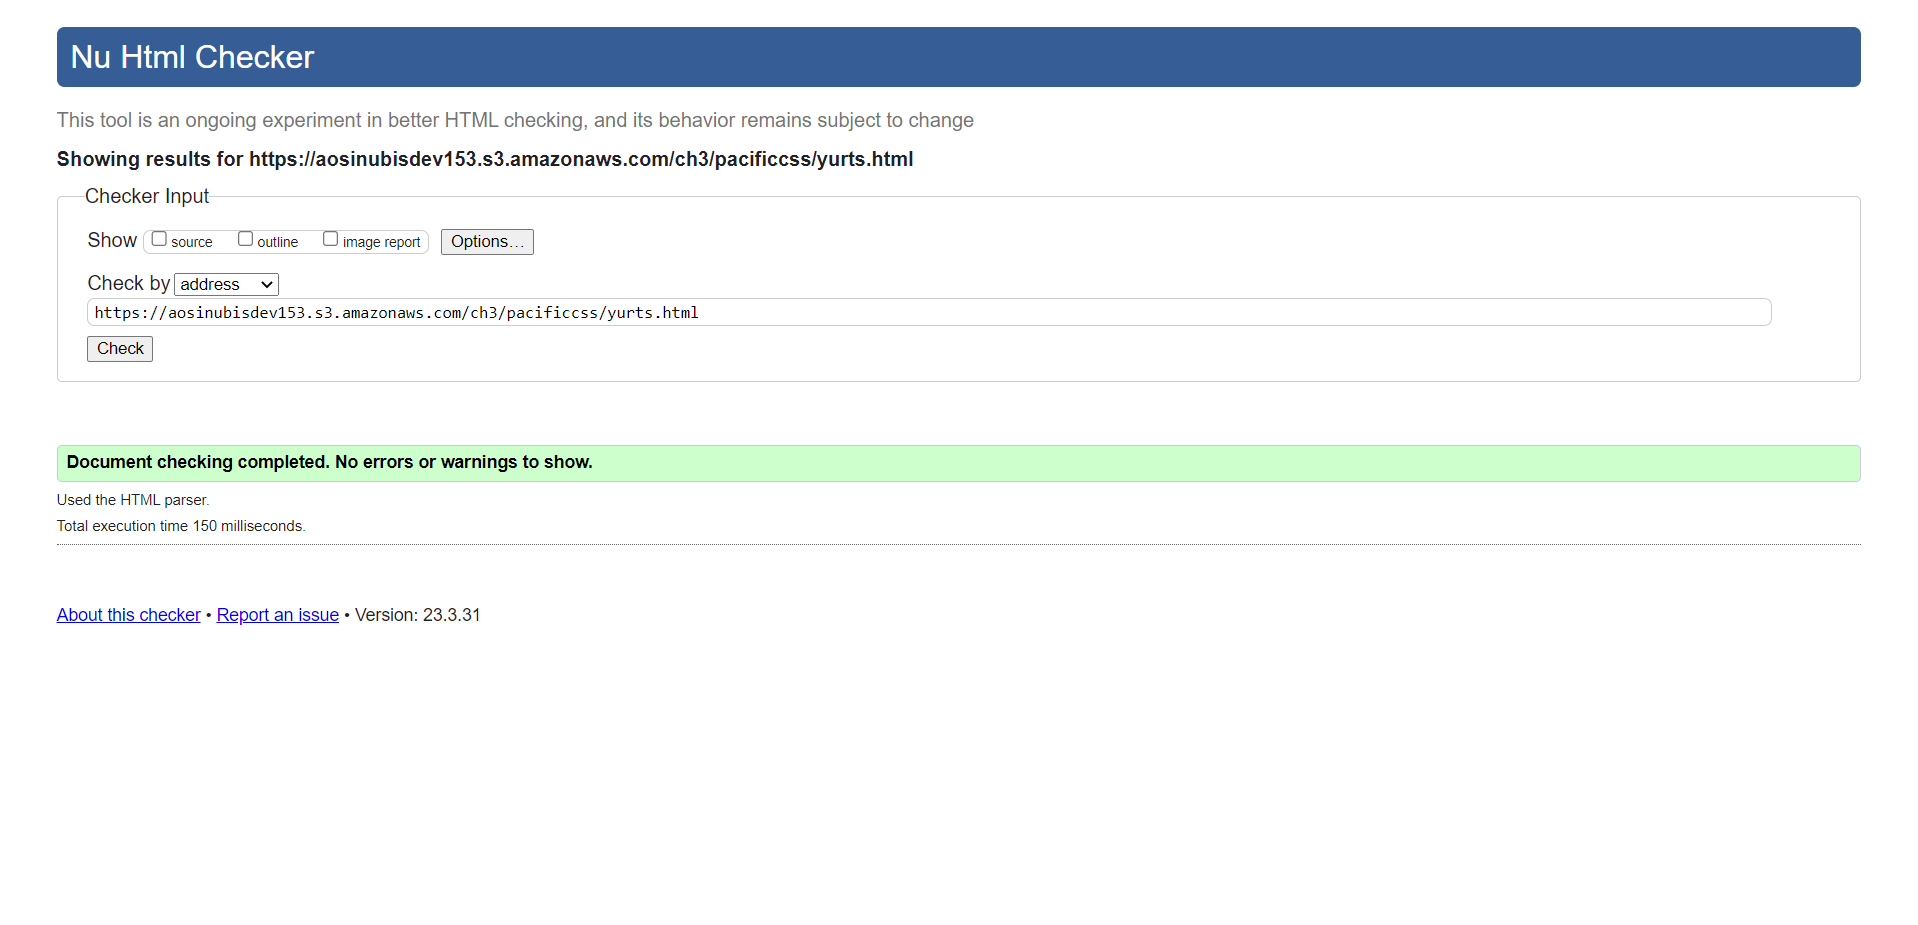 Nu Html Checker
This tool is an ongoing experiment in better HTML checking, and its behavior remains subject to change
Showing results for https://aosinubisdev153.s3.amazonaws.com/ch3/pacificcss/yurts.html
Checker Input
Show source outline image report Options…
Check by address
https://aosinubisdev153.s3.amazonaws.com/ch3/pacificcss/yurts.html
Check
Document checking completed. No errors or warnings to show.
Used the HTML parser.
Total execution time 150 milliseconds.
About this checker • Report an issue • Version: 23.3.31